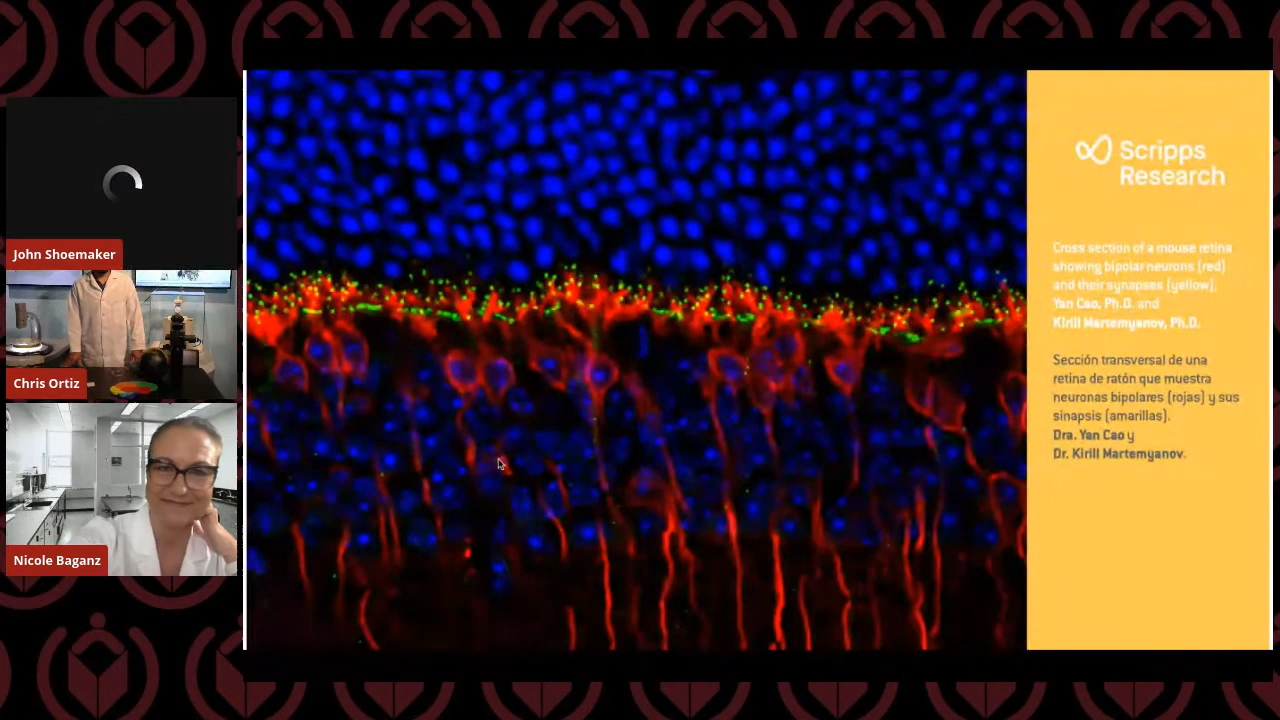 John Shoemaker
Chris Ortiz
Nicole Baganz
Scripps
Research
Cross section of a mouse retina
showing bipolar neurons (red)
and their synapses (yellow).
Yan Cao, Ph.D. and
Kirill Martemyanov, Ph.D.
Sección transversal de una
retina de ratón que muestra
neuronas bipolares (rojas) y sus
sinapsis (amarillas).
Dra. Yan Cao y
Dr. Kirill Martemyanov.